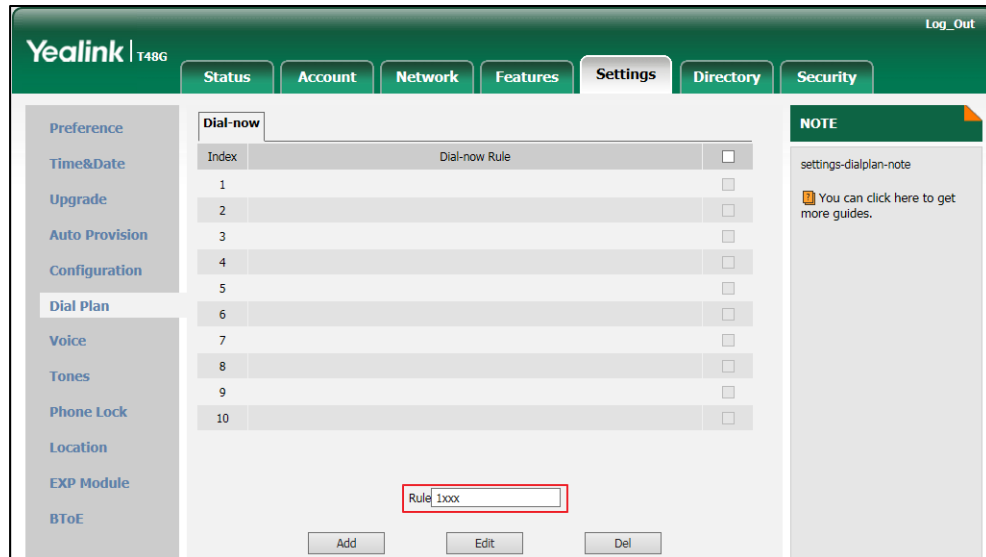 Log_Out
Yealink T48G
Status Account Network Features Settings Directory Security
Preference
Time&Date
Upgrade
Auto Provision
Configuration
Dial Plan
Voice
Tones
Phone Lock
Location
EXP Module
BToE
Dial-now
Index Dial-now Rule
1
2
3
4
5
6
7
8
9
10
Rule 1xxx
Add Edit Del
NOTE
settings-dialplan-note
You can click here to get
more guides.